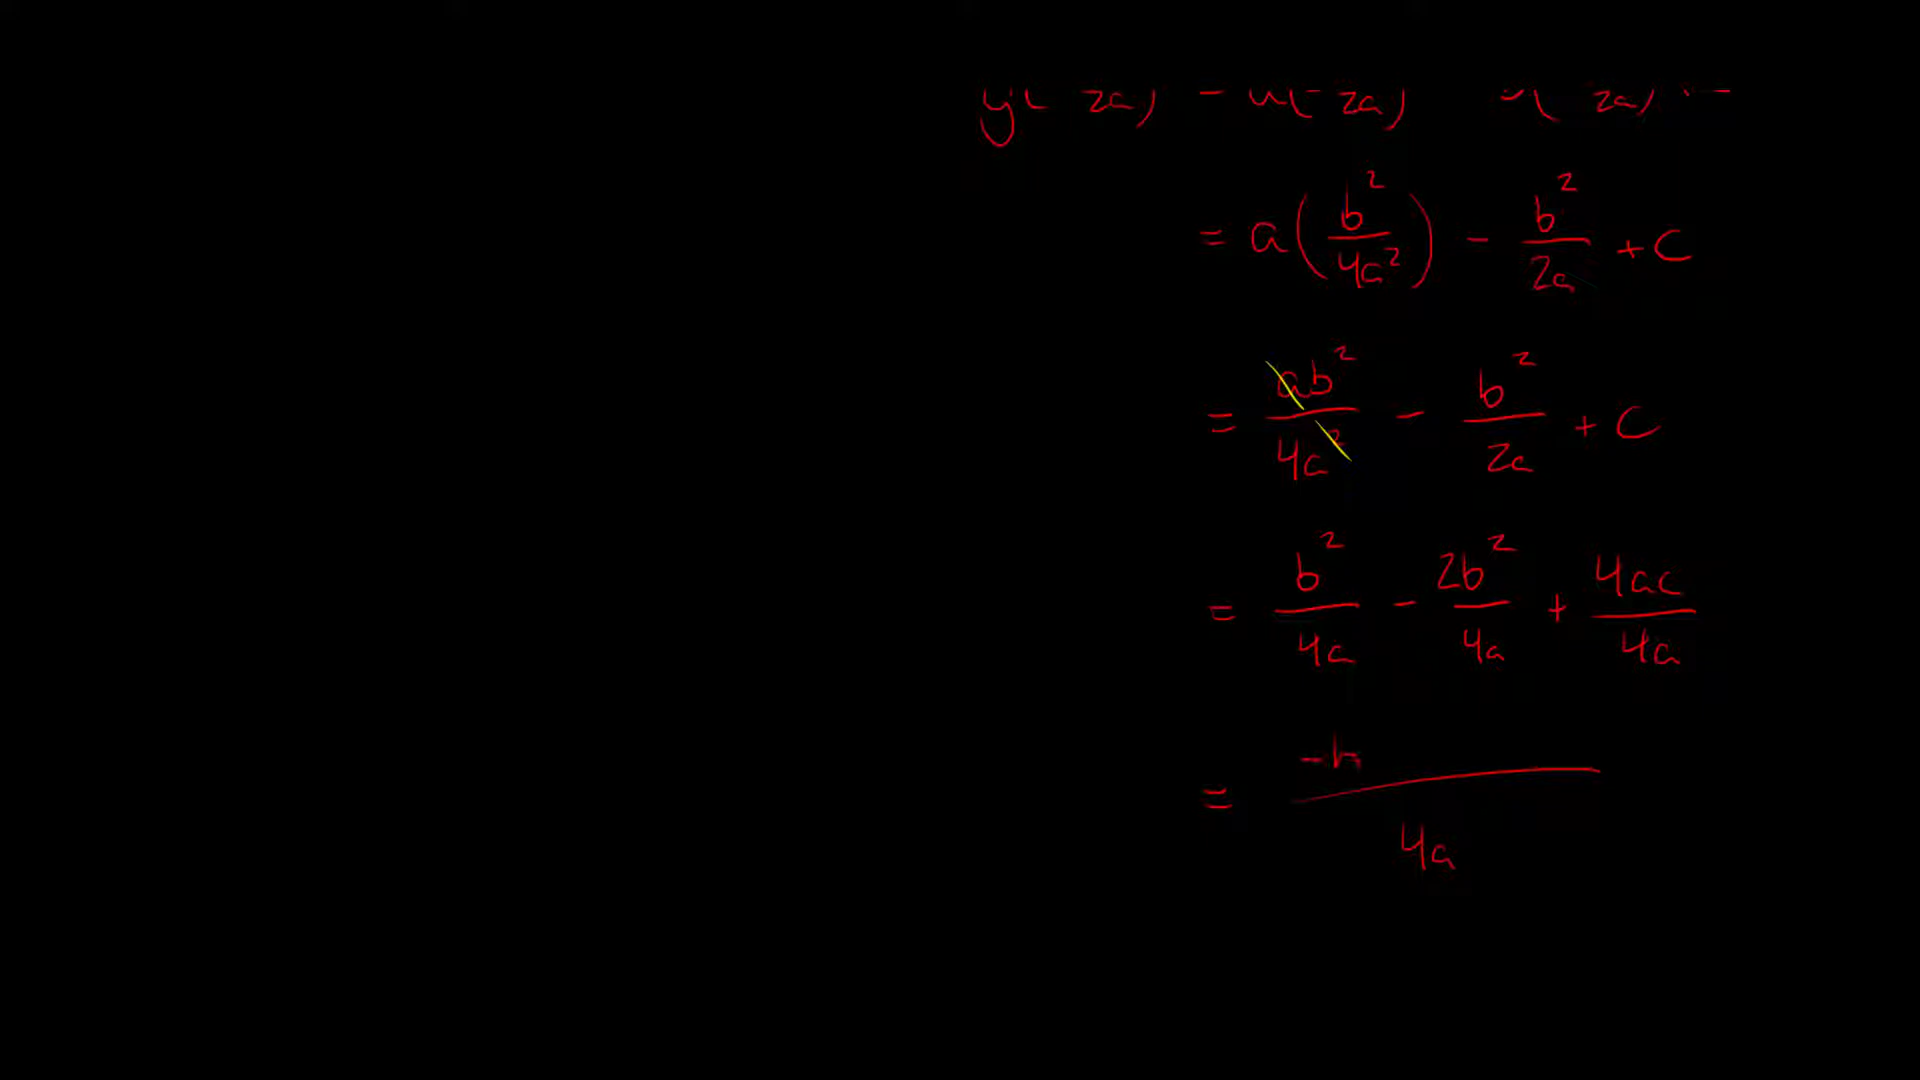 = a(b²/4a²) - b²/2a + c
= ab²/4a² - b²/2a + c
= b²/4a - 2b²/4a + 4ac/4a
= -b/4a